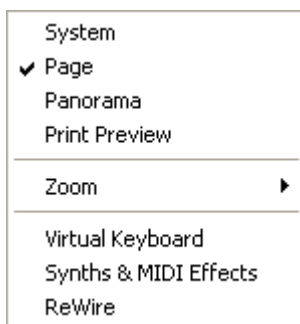 System
Page
Panorama
Print Preview
Zoom
Virtual Keyboard
Synths & MIDI Effects
ReWire